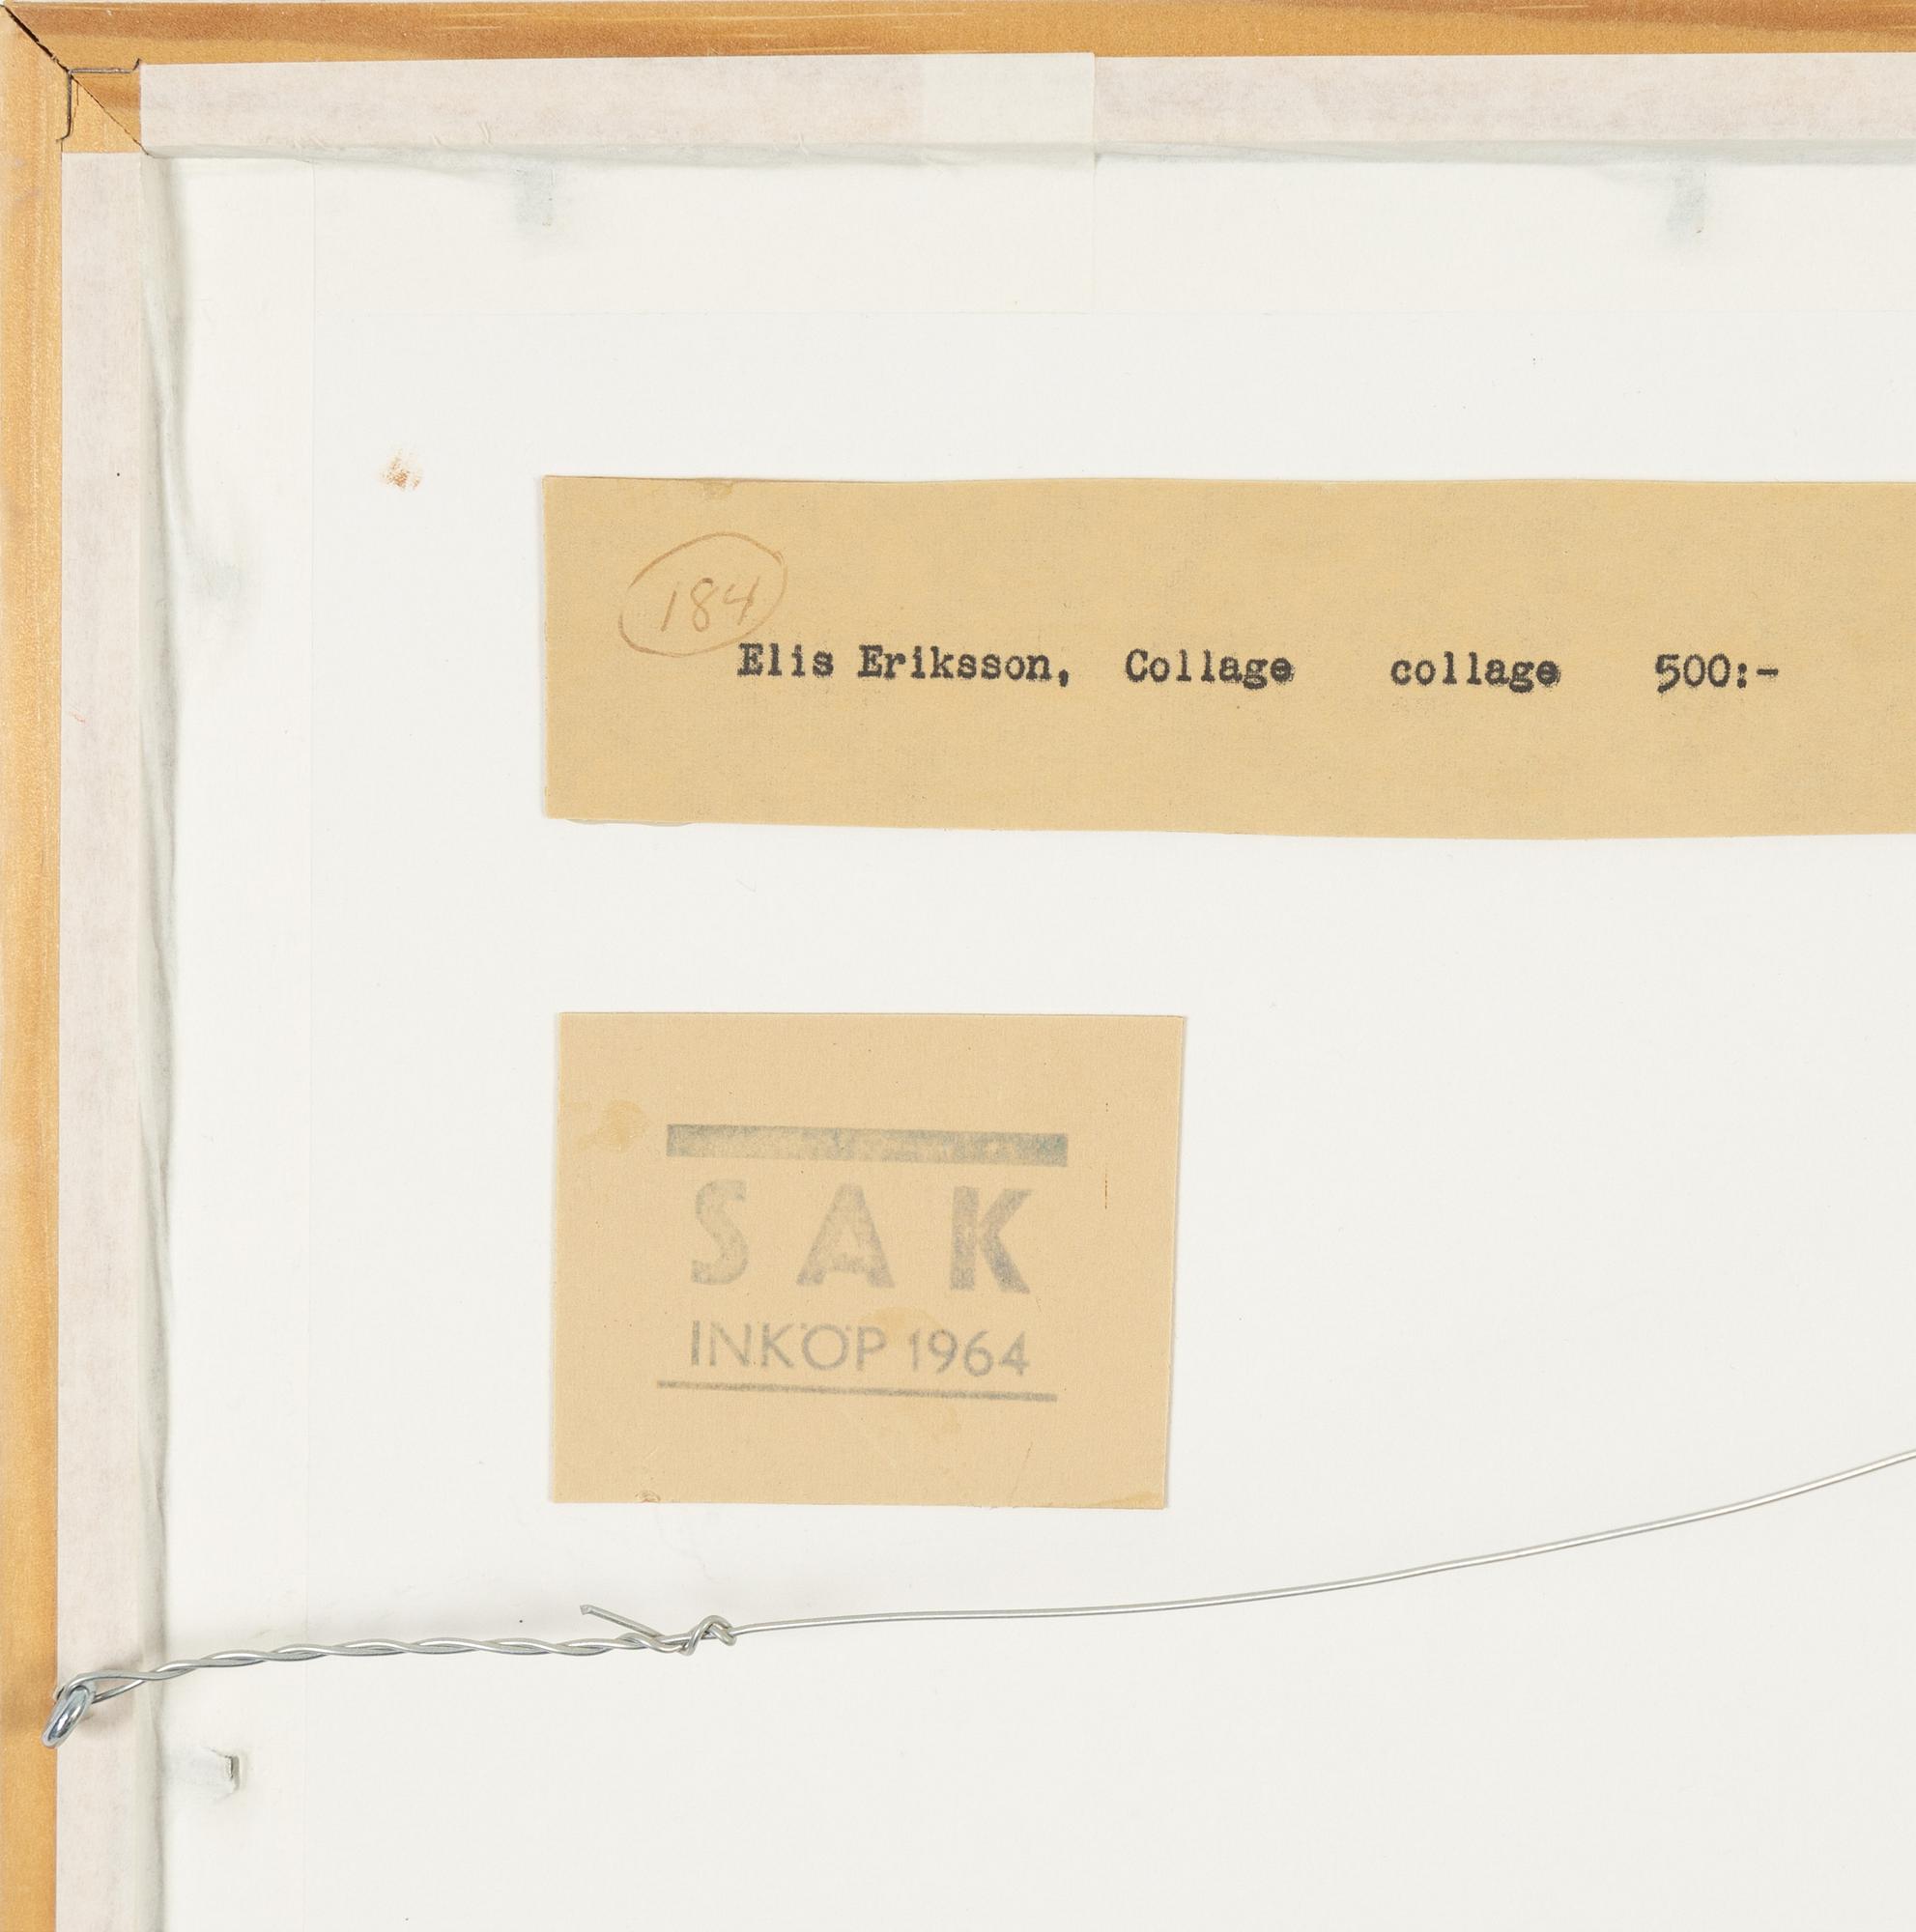 184
Elis Eriksson, Collage collage 500:-
SAK
INKÖP 1964